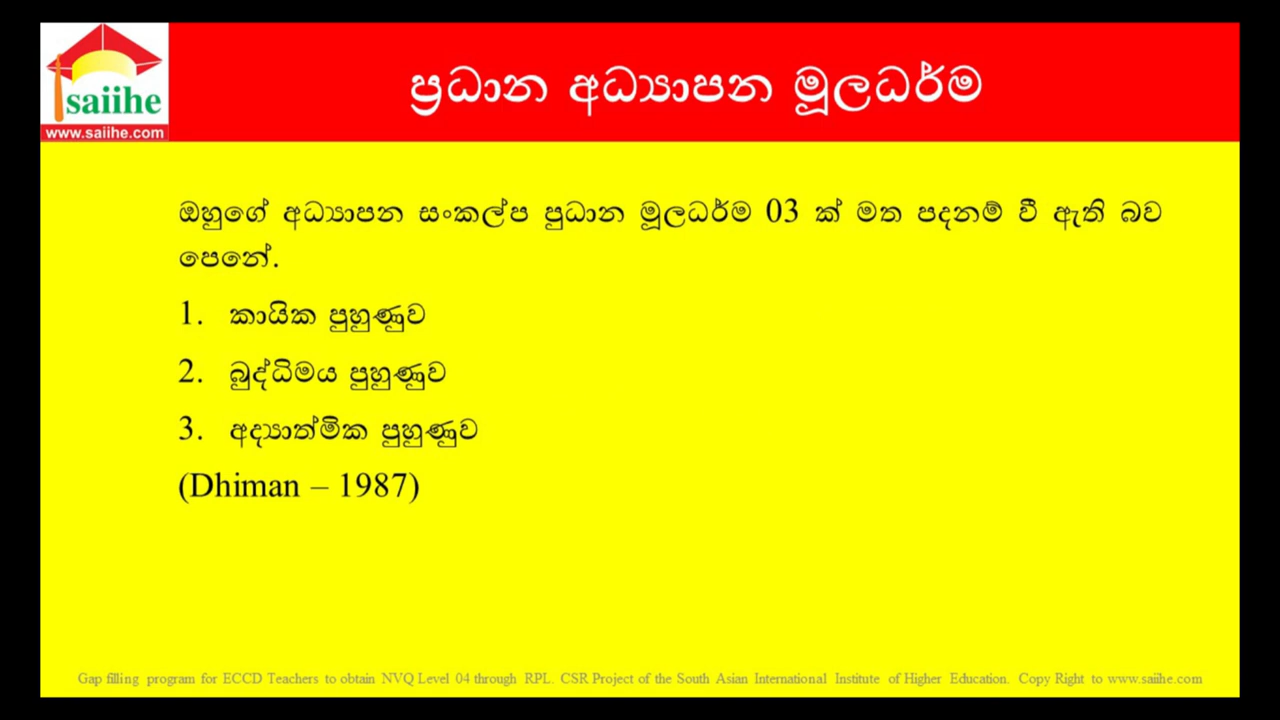 saiihe
www.saiihe.com
ප්‍රධාන අධ්‍යාපන මූලධර්ම
ඔහුගේ අධ්‍යාපන සංකල්ප ප්‍රධාන මූලධර්ම 03 ක් මත පදනම් වී ඇති බව
පෙනේ.
1. කායික පුහුණුව
2. බුද්ධිමය පුහුණුව
3. අද්‍යාත්මික පුහුණුව
(Dhiman – 1987)
Gap filling program for ECCD Teachers to obtain NVQ Level 04 through RPL. CSR Project of the South Asian International Institute of Higher Education. Copy Right to www.saiihe.com